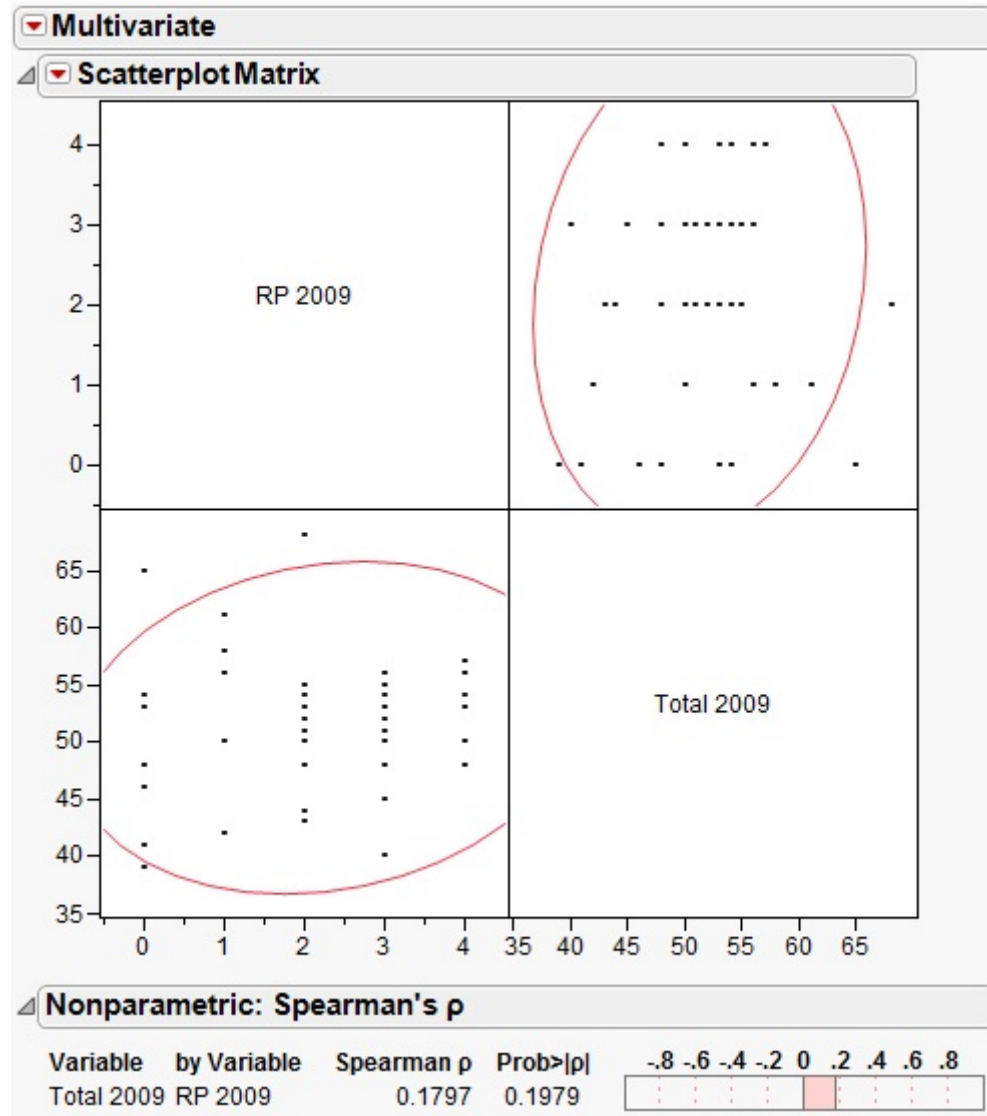 Multivariate
Scatterplot Matrix
4
3
RP 2009
2
1
0
65
60
55
Total 2009
50
45
40
35
0 1 2 3 4 35 40 45 50 55 60 65
Nonparametric: Spearman's ρ
Variable by Variable Spearman ρ Prob>|ρ| -.8 -.6 -.4 -.2 0 .2 .4 .6 .8
Total 2009 RP 2009 0.1797 0.1979